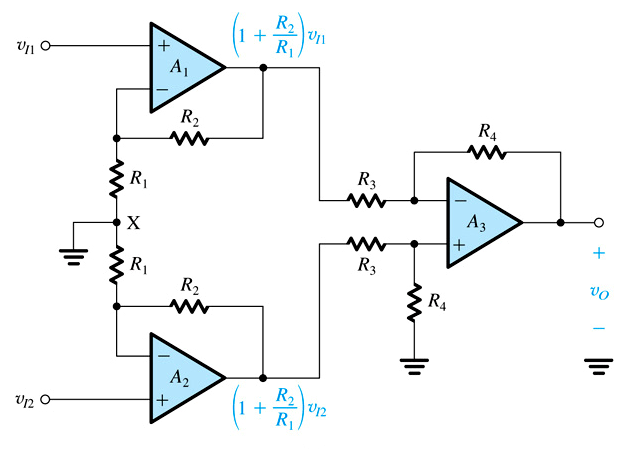 (1 + R₂/R₁) v_I1
v_I1
+
A₁
−
R₂
R₁
X
R₁
R₂
−
A₂
+
v_I2
(1 + R₂/R₁) v_I2
R₃
R₃
R₄
−
A₃
+
R₄
+
v_O
−